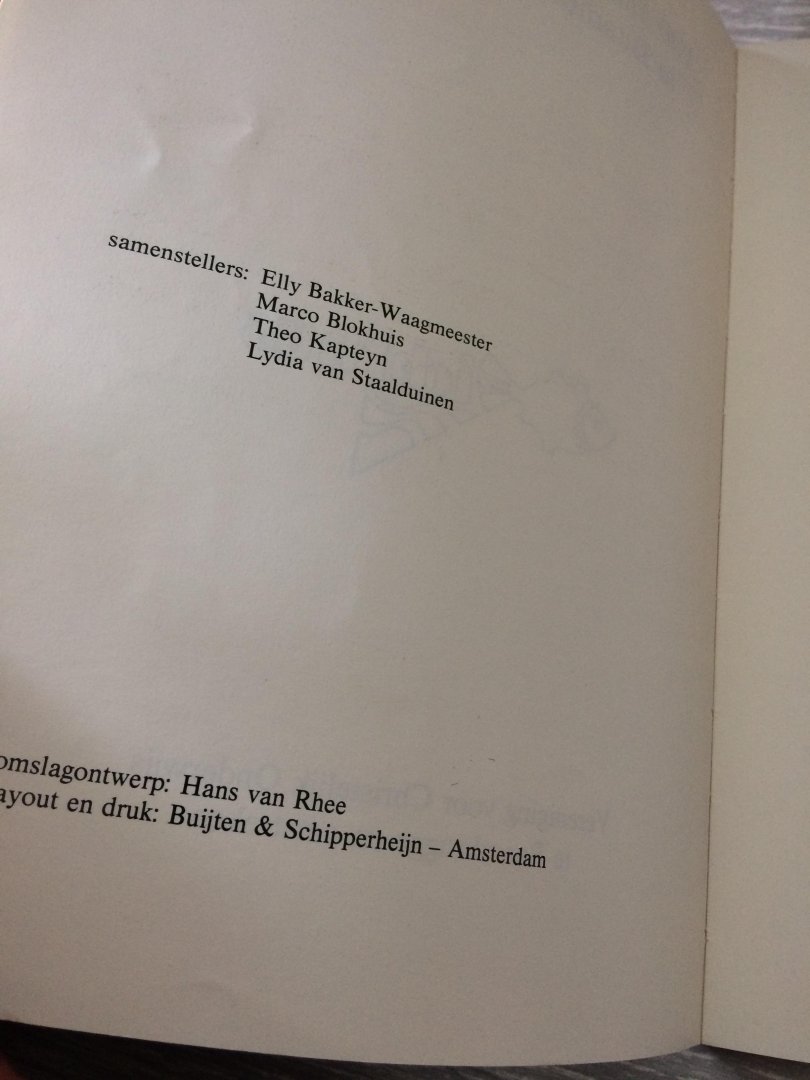 samenstellers: Elly Bakker-Waagmeester
Marco Blokhuis
Theo Kapteyn
Lydia van Staalduinen
omslagontwerp: Hans van Rhee
ayout en druk: Buijten & Schipperheijn – Amsterdam